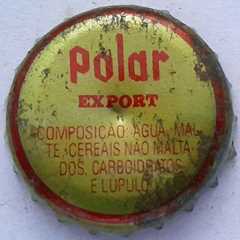 Polar
EXPORT
COMPOSIÇÃO: ÁGUA, MAL
TE, CEREAIS NÃO MALTA
DOS, CARBOIDRATOS
E LÚPULO